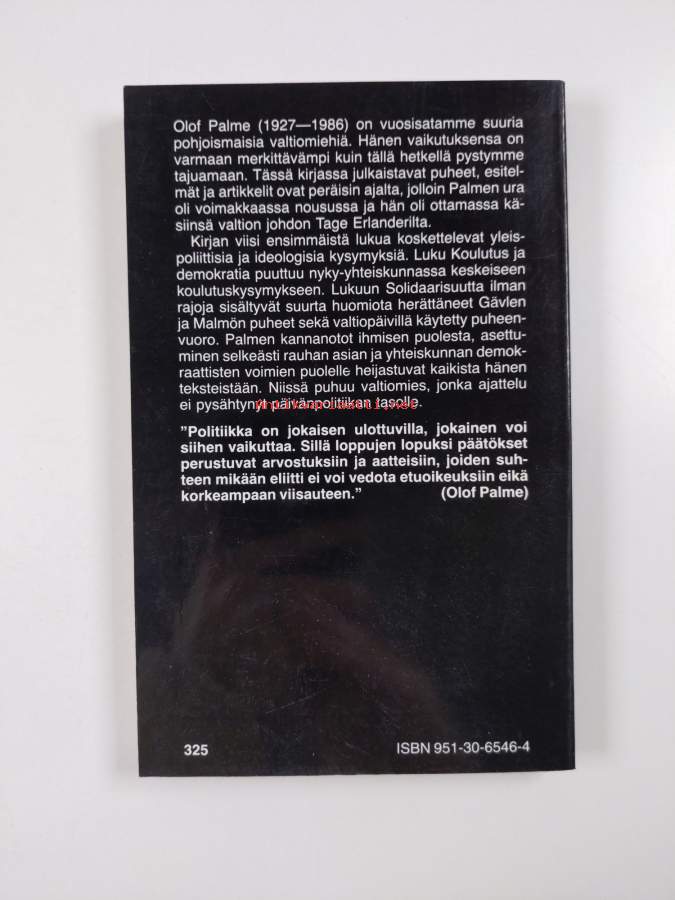 Olof Palme (1927—1986) on vuosisatamme suuria
pohjoismaisia valtiomiehiä. Hänen vaikutuksensa on
varmaan merkittävämpi kuin tällä hetkellä pystymme
tajuamaan. Tässä kirjassa julkaistavat puheet, esitel-
mät ja artikkelit ovat peräisin ajalta, jolloin Palmen ura
oli voimakkaassa nousussa ja hän oli ottamassa kä-
siinsä valtion johdon Tage Erlanderilta.
Kirjan viisi ensimmäistä lukua koskettelevat yleis-
poliittisia ja ideologisia kysymyksiä. Luku Koulutus ja
demokratia puuttuu nyky-yhteiskunnassa keskeiseen
koulutuskysymykseen. Lukuun Solidaarisuutta ilman
rajoja sisältyvät suurta huomiota herättäneet Gävlen
ja Malmön puheet sekä valtiopäivillä käytetty puheen-
vuoro. Palmen kannanotot ihmisen puolesta, asettu-
minen selkeästi rauhan asian ja yhteiskunnan demok-
raattisten voimien puolelle heijastuvat kaikista hänen
teksteistään. Niissä puhuu valtiomies, jonka ajattelu
ei pysähtynyt päivänpolitiikan tasolle.
"Politiikka on jokaisen ulottuvilla, jokainen voi
siihen vaikuttaa. Sillä loppujen lopuksi päätökset
perustuvat arvostuksiin ja aatteisiin, joiden suh-
teen mikään eliitti ei voi vedota etuoikeuksiin eikä
korkeampaan viisauteen." (Olof Palme)
325 ISBN 951-30-6546-4